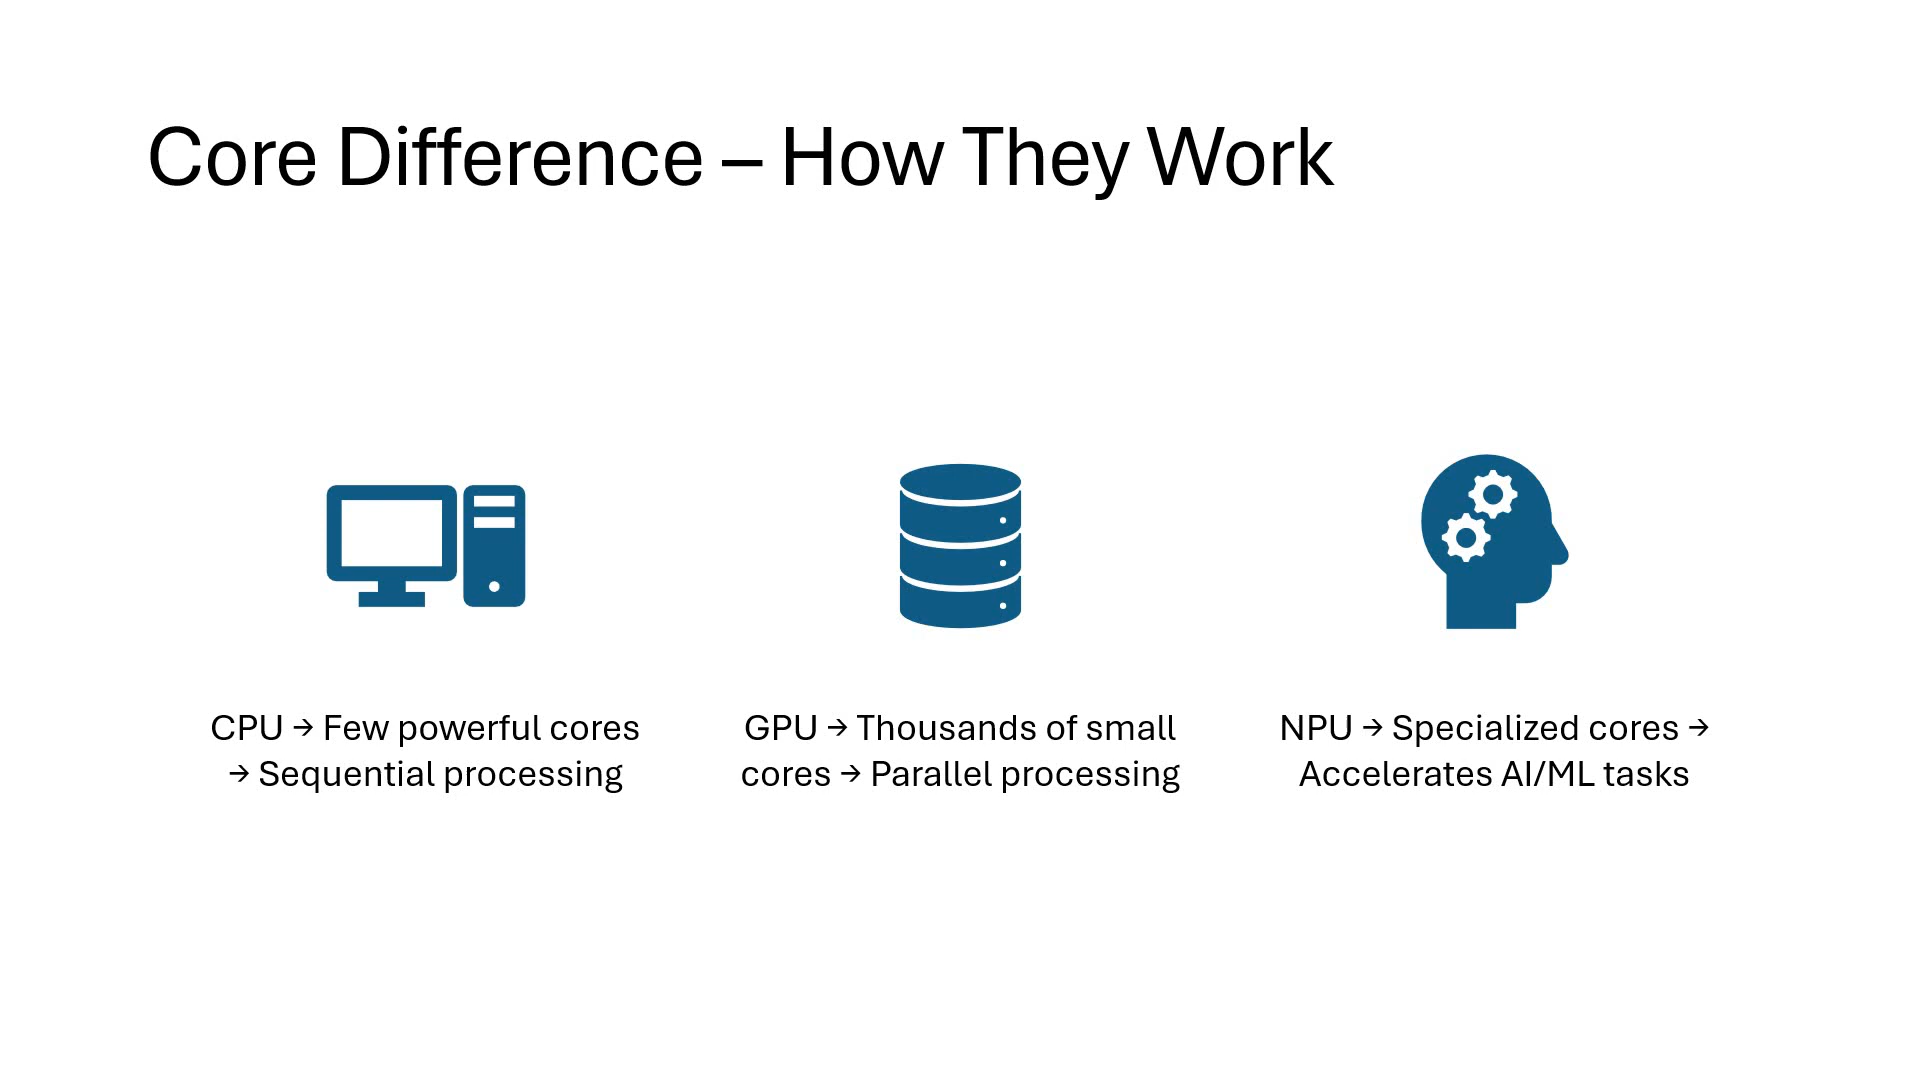 Core Difference – How They Work
CPU → Few powerful cores
→ Sequential processing
GPU → Thousands of small
cores → Parallel processing
NPU → Specialized cores →
Accelerates AI/ML tasks